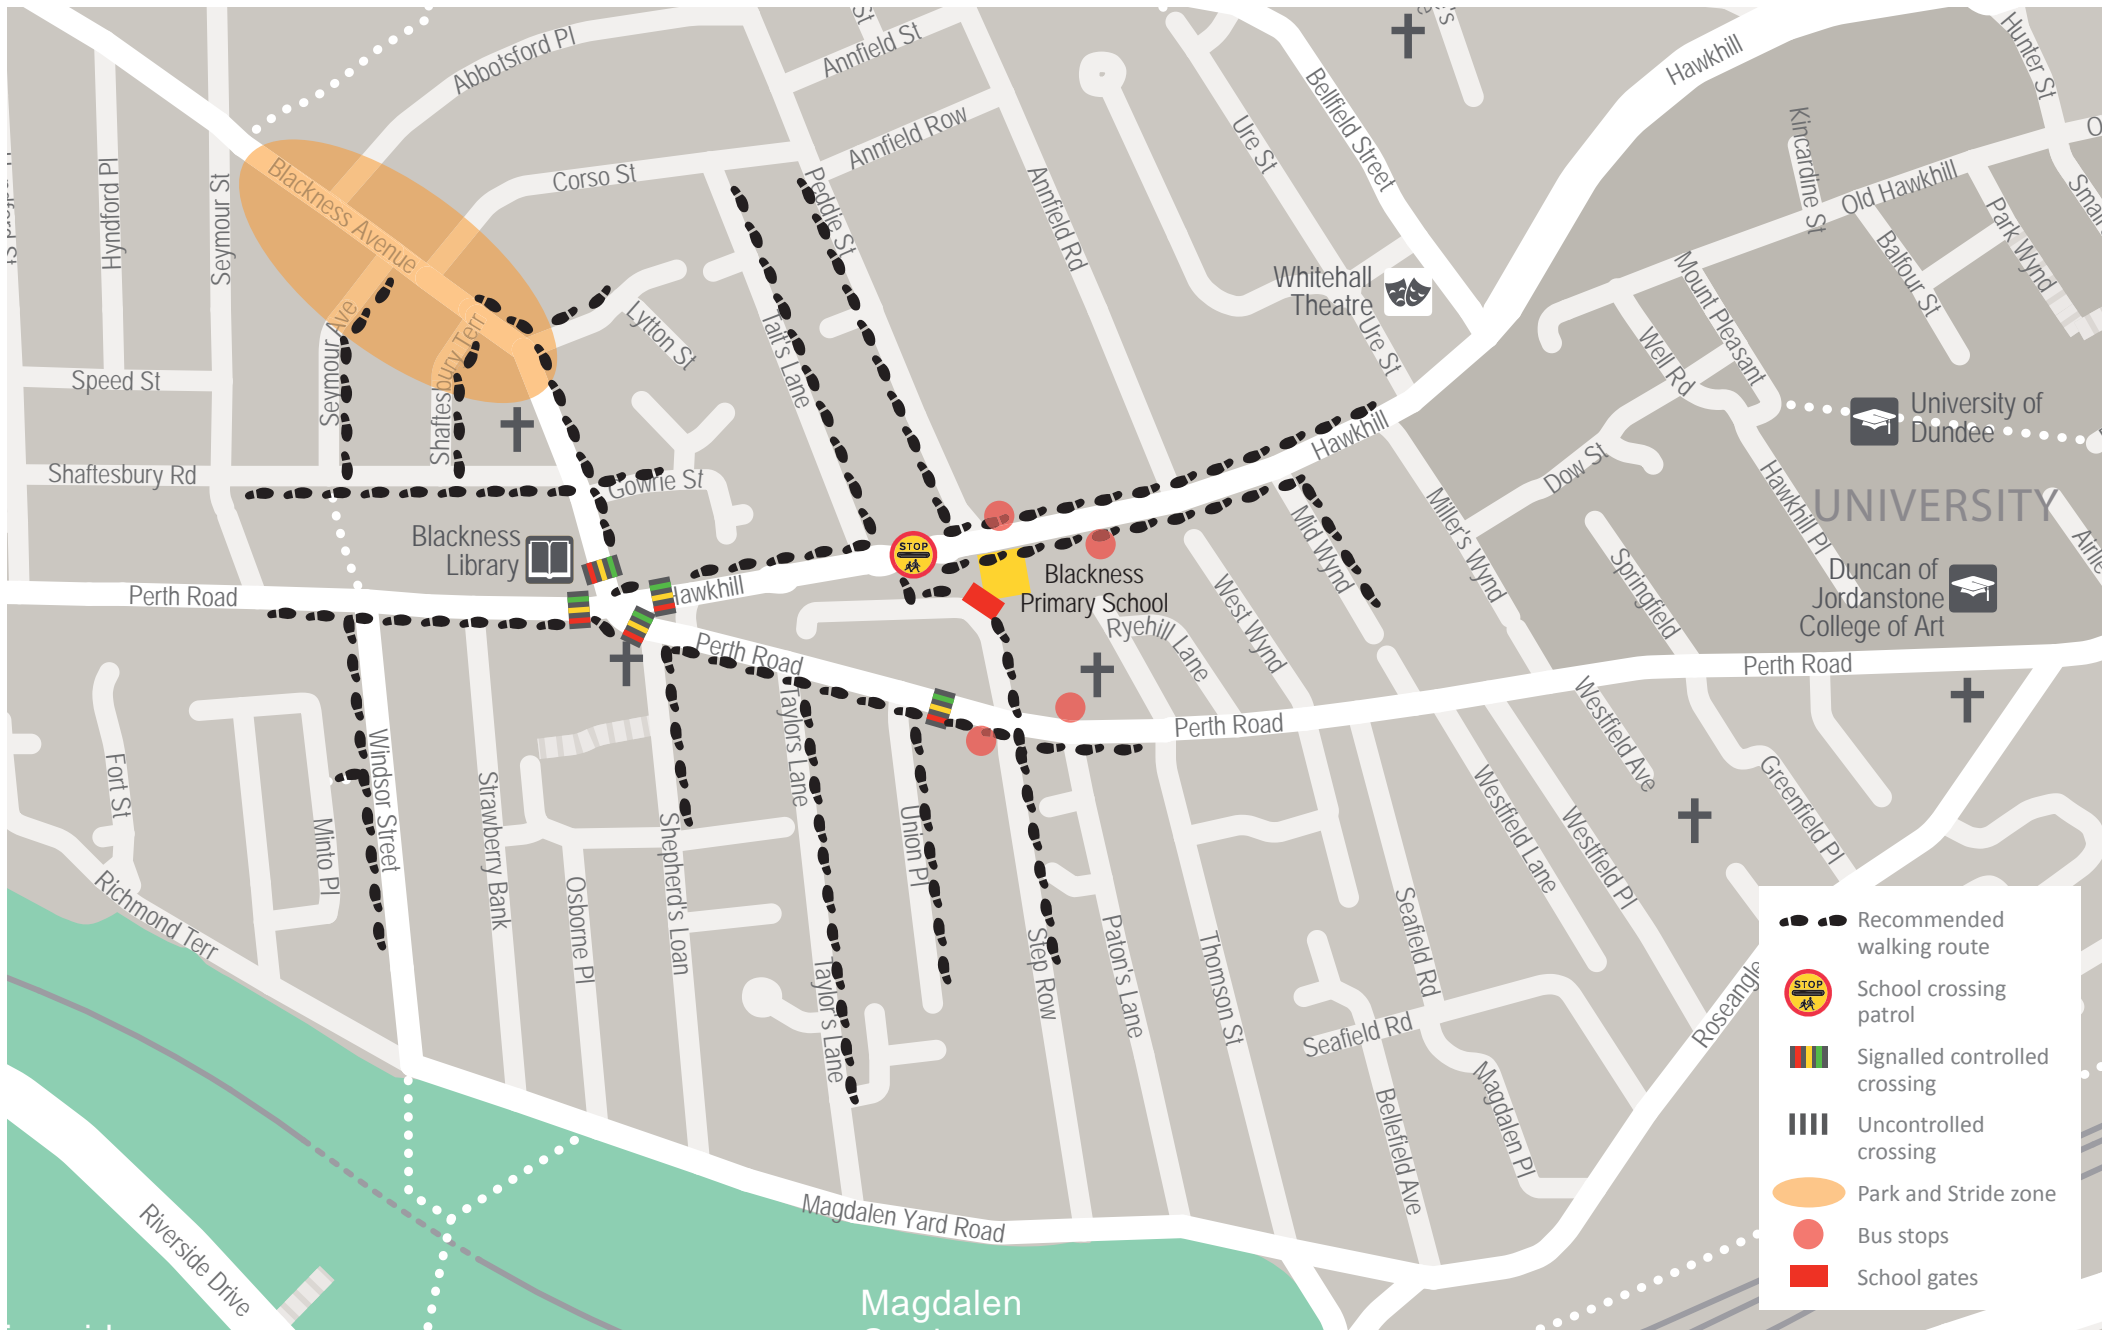 Abbotsford Pl
Annfield St
Annfield Row
St
Hyndford Pl
Seymour St
Blackness Avenue
Corso St
Peddie St
Annfield Rd
Ure St
Bellfield Street
Hawkhill
Hunter St
Kincardine St
Old Hawkhill
Park Wynd
Balfour St
Mount Pleasant
Well Rd
Whitehall
Theatre
Ure St
Seymour Ave
Shaftesbury Terr
Lytton St
Tait's Lane
Speed St
Shaftesbury Rd
Gowrie St
Hawkhill
University of
Dundee
UNIVERSITY
Dow St
Hawkhill Pl
Miller's Wynd
Mid Wynd
Springfield
Duncan of
Jordanstone
College of Art
Blackness
Library
STOP
Blackness
Primary School
Perth Road
Hawkhill
Perth Road
Ryehill Lane
West Wynd
Perth Road
Perth Road
Westfield Ave
Greenfield Pl
Fort St
Minto Pl
Windsor Street
Strawberry Bank
Osborne Pl
Shepherd's Loan
Taylors Lane
Taylor's Lane
Union Pl
Step Row
Paton's Lane
Thomson St
Seafield Rd
Seafield Rd
Westfield Lane
Westfield Pl
Bellefield Ave
Magdalen Pl
Roseangle
Richmond Terr
Magdalen Yard Road
Riverside Drive
Magdalen
Recommended
walking route
STOP
School crossing
patrol
Signalled controlled
crossing
Uncontrolled
crossing
Park and Stride zone
Bus stops
School gates